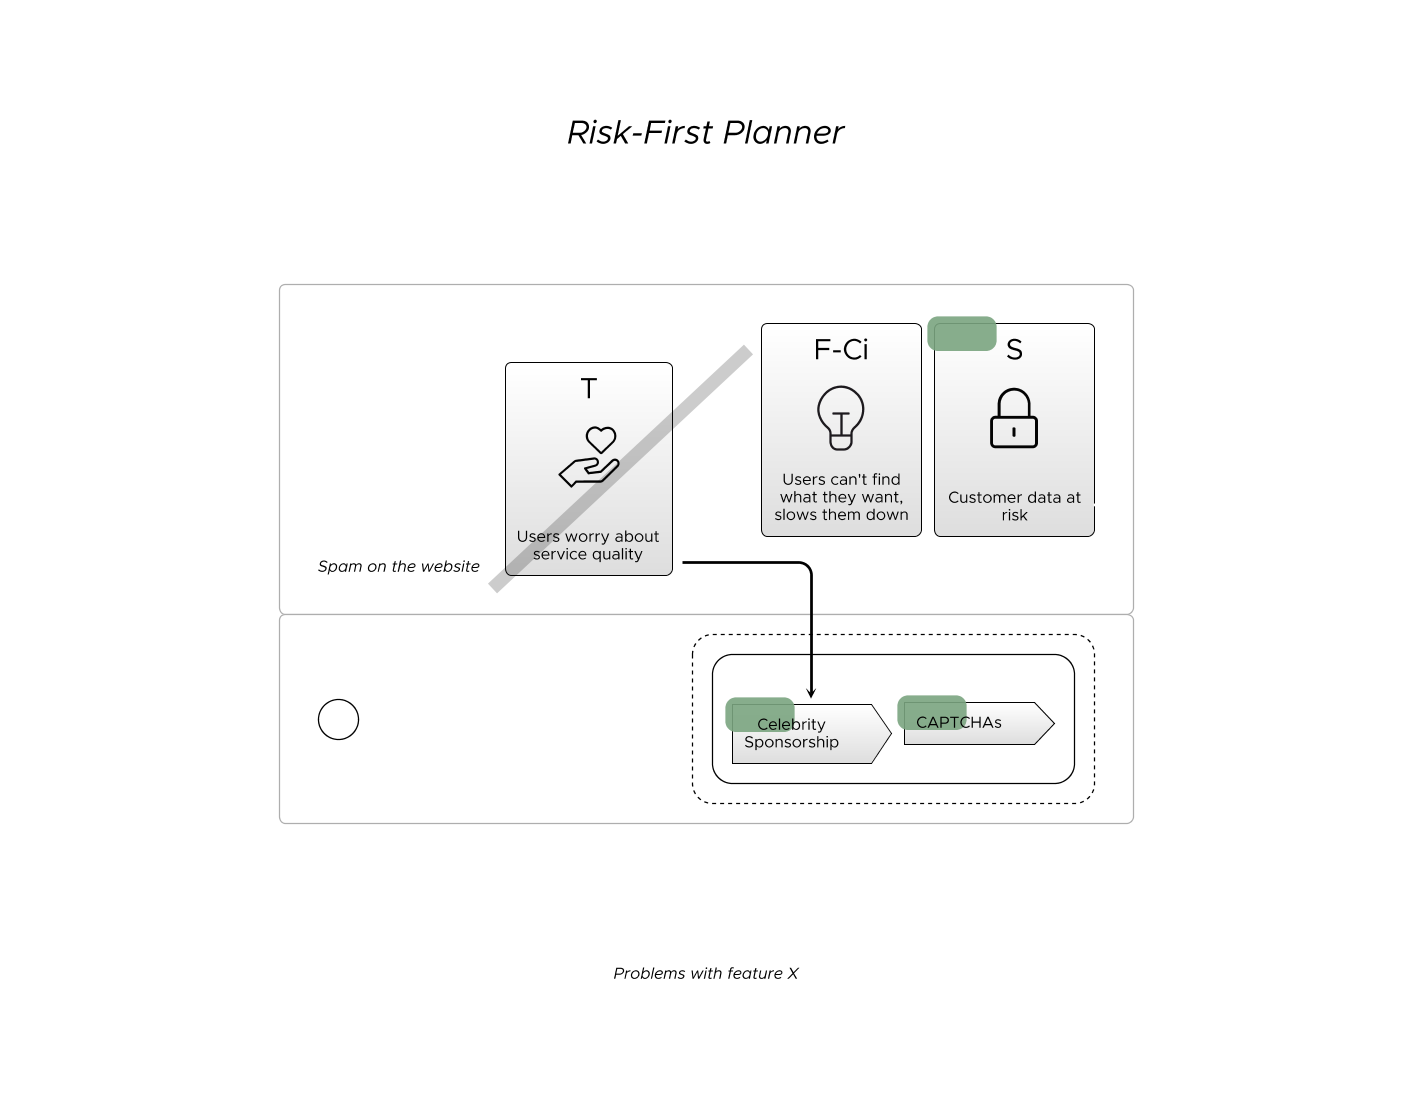 Risk-First Planner
T
Users worry about
service quality
F-Ci
Users can't find
what they want,
slows them down
S
Customer data at
risk
Spam on the website
Celebrity
Sponsorship
CAPTCHAs
Problems with feature X